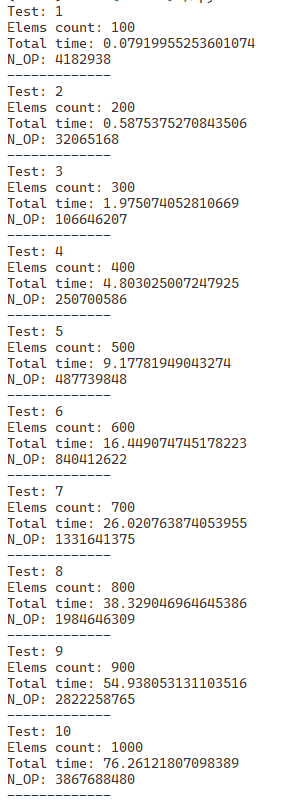 Test: 1
Elems count: 100
Total time: 0.07919955253601074
N_OP: 4182938
-------------
Test: 2
Elems count: 200
Total time: 0.5875375270843506
N_OP: 32065168
-------------
Test: 3
Elems count: 300
Total time: 1.975074052810669
N_OP: 106646207
-------------
Test: 4
Elems count: 400
Total time: 4.803025007247925
N_OP: 250700586
-------------
Test: 5
Elems count: 500
Total time: 9.17781949043274
N_OP: 487739848
-------------
Test: 6
Elems count: 600
Total time: 16.449074745178223
N_OP: 840412622
-------------
Test: 7
Elems count: 700
Total time: 26.020763874053955
N_OP: 1331641375
-------------
Test: 8
Elems count: 800
Total time: 38.329046964645386
N_OP: 1984646309
-------------
Test: 9
Elems count: 900
Total time: 54.938053131103516
N_OP: 2822258765
-------------
Test: 10
Elems count: 1000
Total time: 76.26121807098389
N_OP: 3867688480
-------------